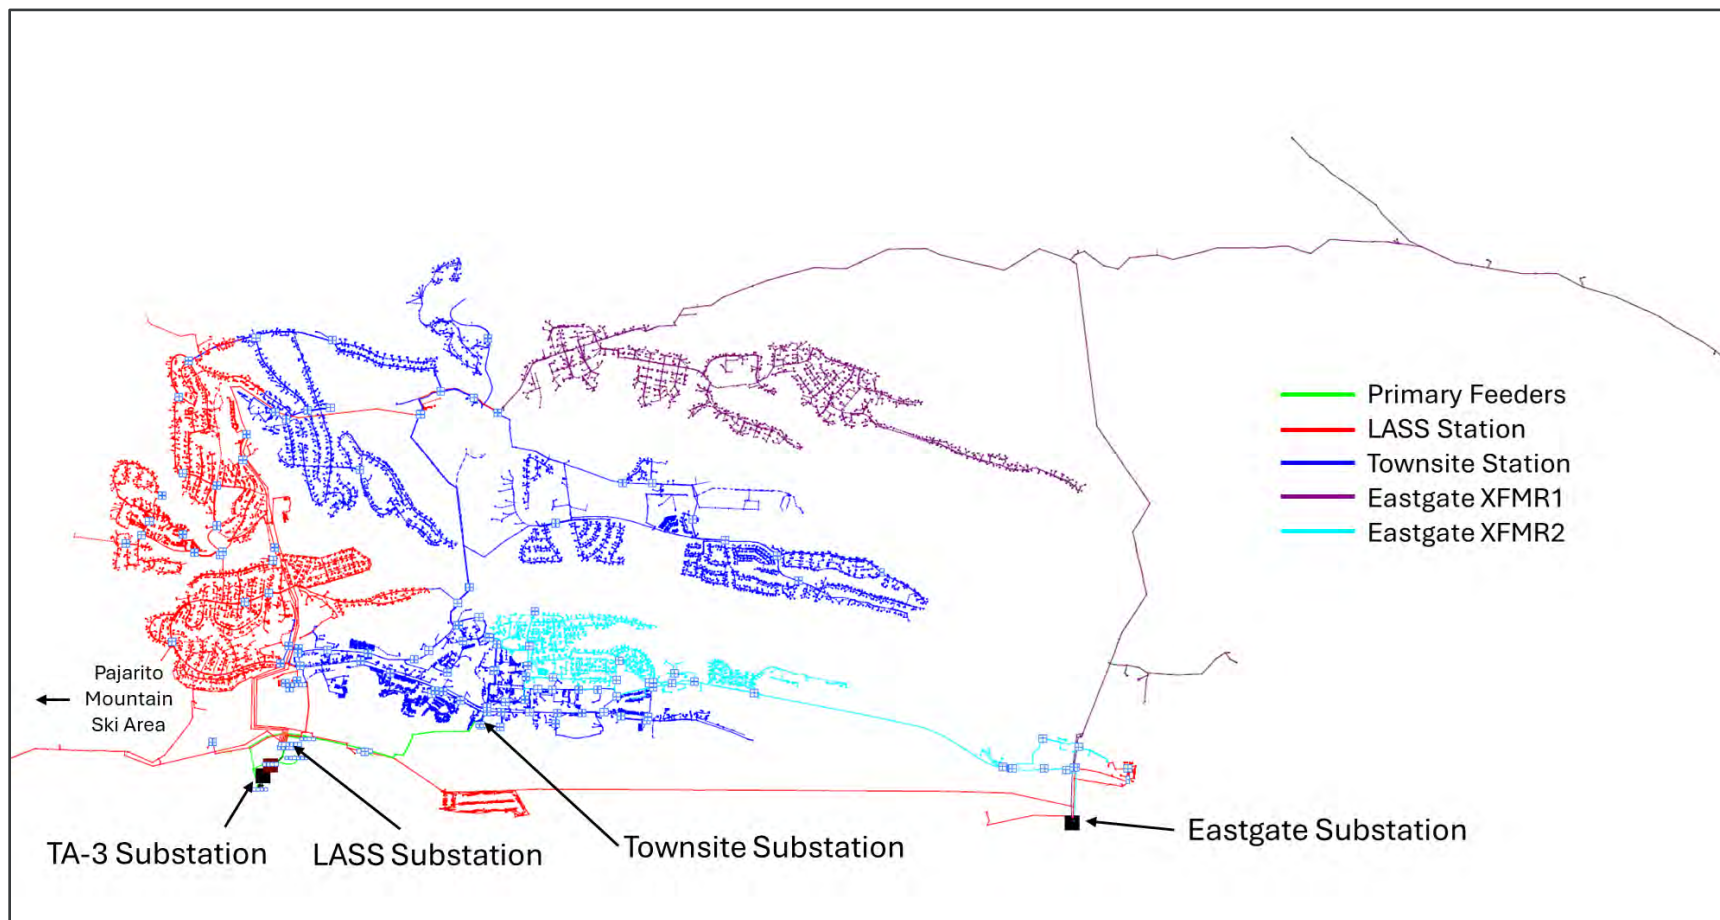 Primary Feeders
LASS Station
Townsite Station
Eastgate XFMR1
Eastgate XFMR2
Pajarito
Mountain
Ski Area
TA-3 Substation
LASS Substation
Townsite Substation
Eastgate Substation